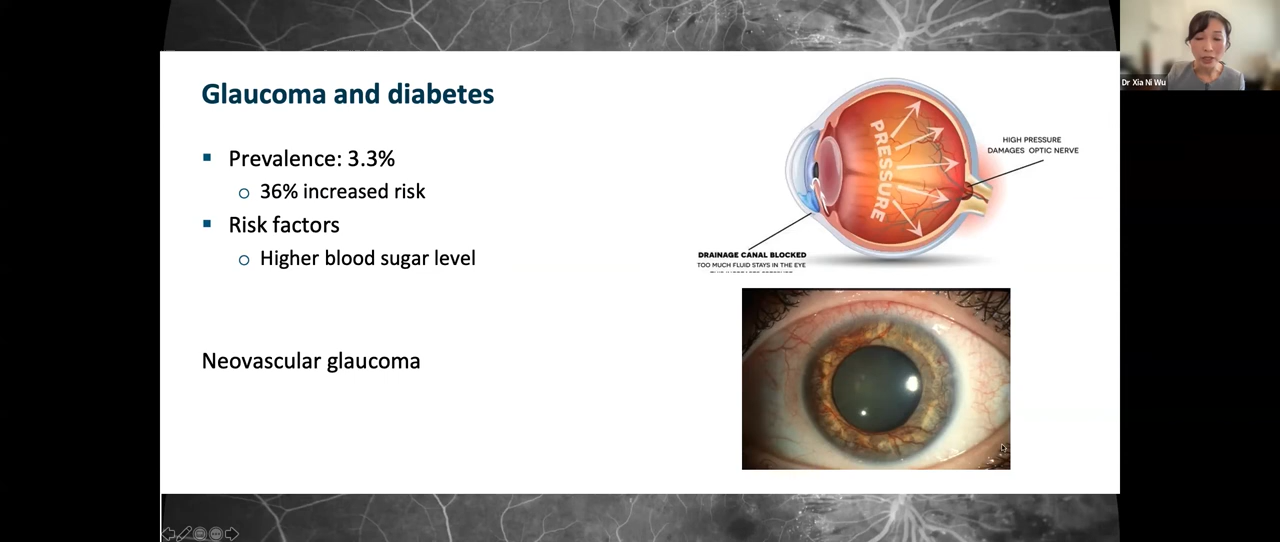 Glaucoma and diabetes
Prevalence: 3.3%
36% increased risk
Risk factors
Higher blood sugar level
Neovascular glaucoma
PRESSURE
HIGH PRESSURE
DAMAGES OPTIC NERVE
DRAINAGE CANAL BLOCKED
TOO MUCH FLUID STAYS IN THE EYE
Dr Xia Ni Wu